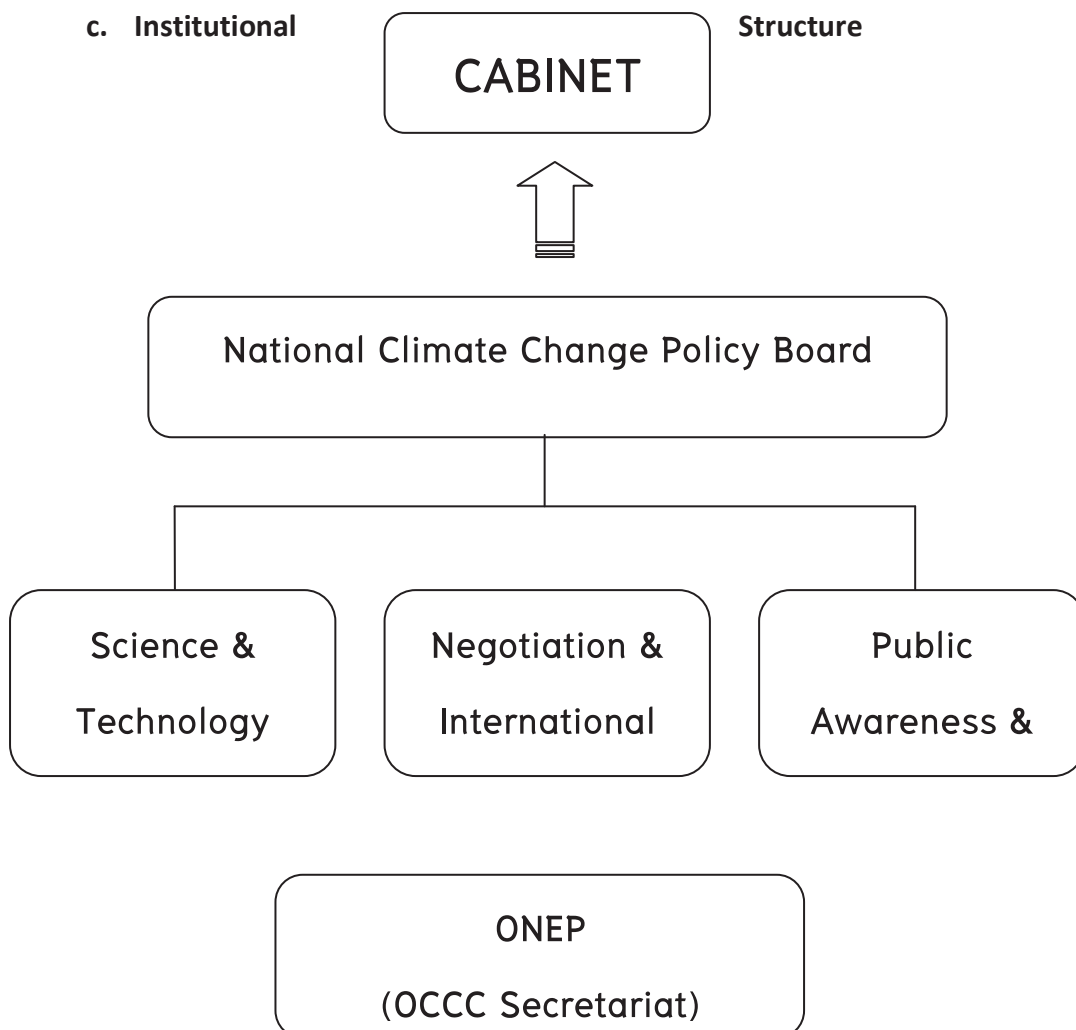 c. Institutional Structure
CABINET
National Climate Change Policy Board
Science &
Technology
Negotiation &
International
Public
Awareness &
ONEP
(OCCC Secretariat)